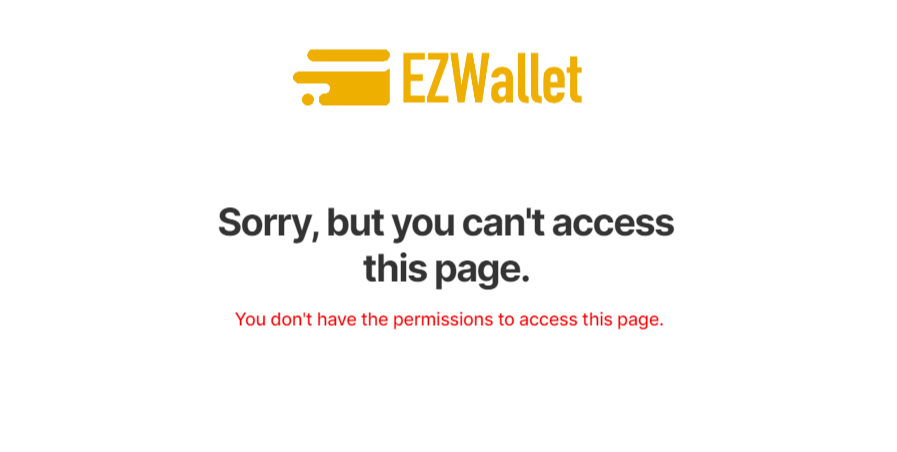 EZWallet
Sorry, but you can't access
this page.
You don't have the permissions to access this page.